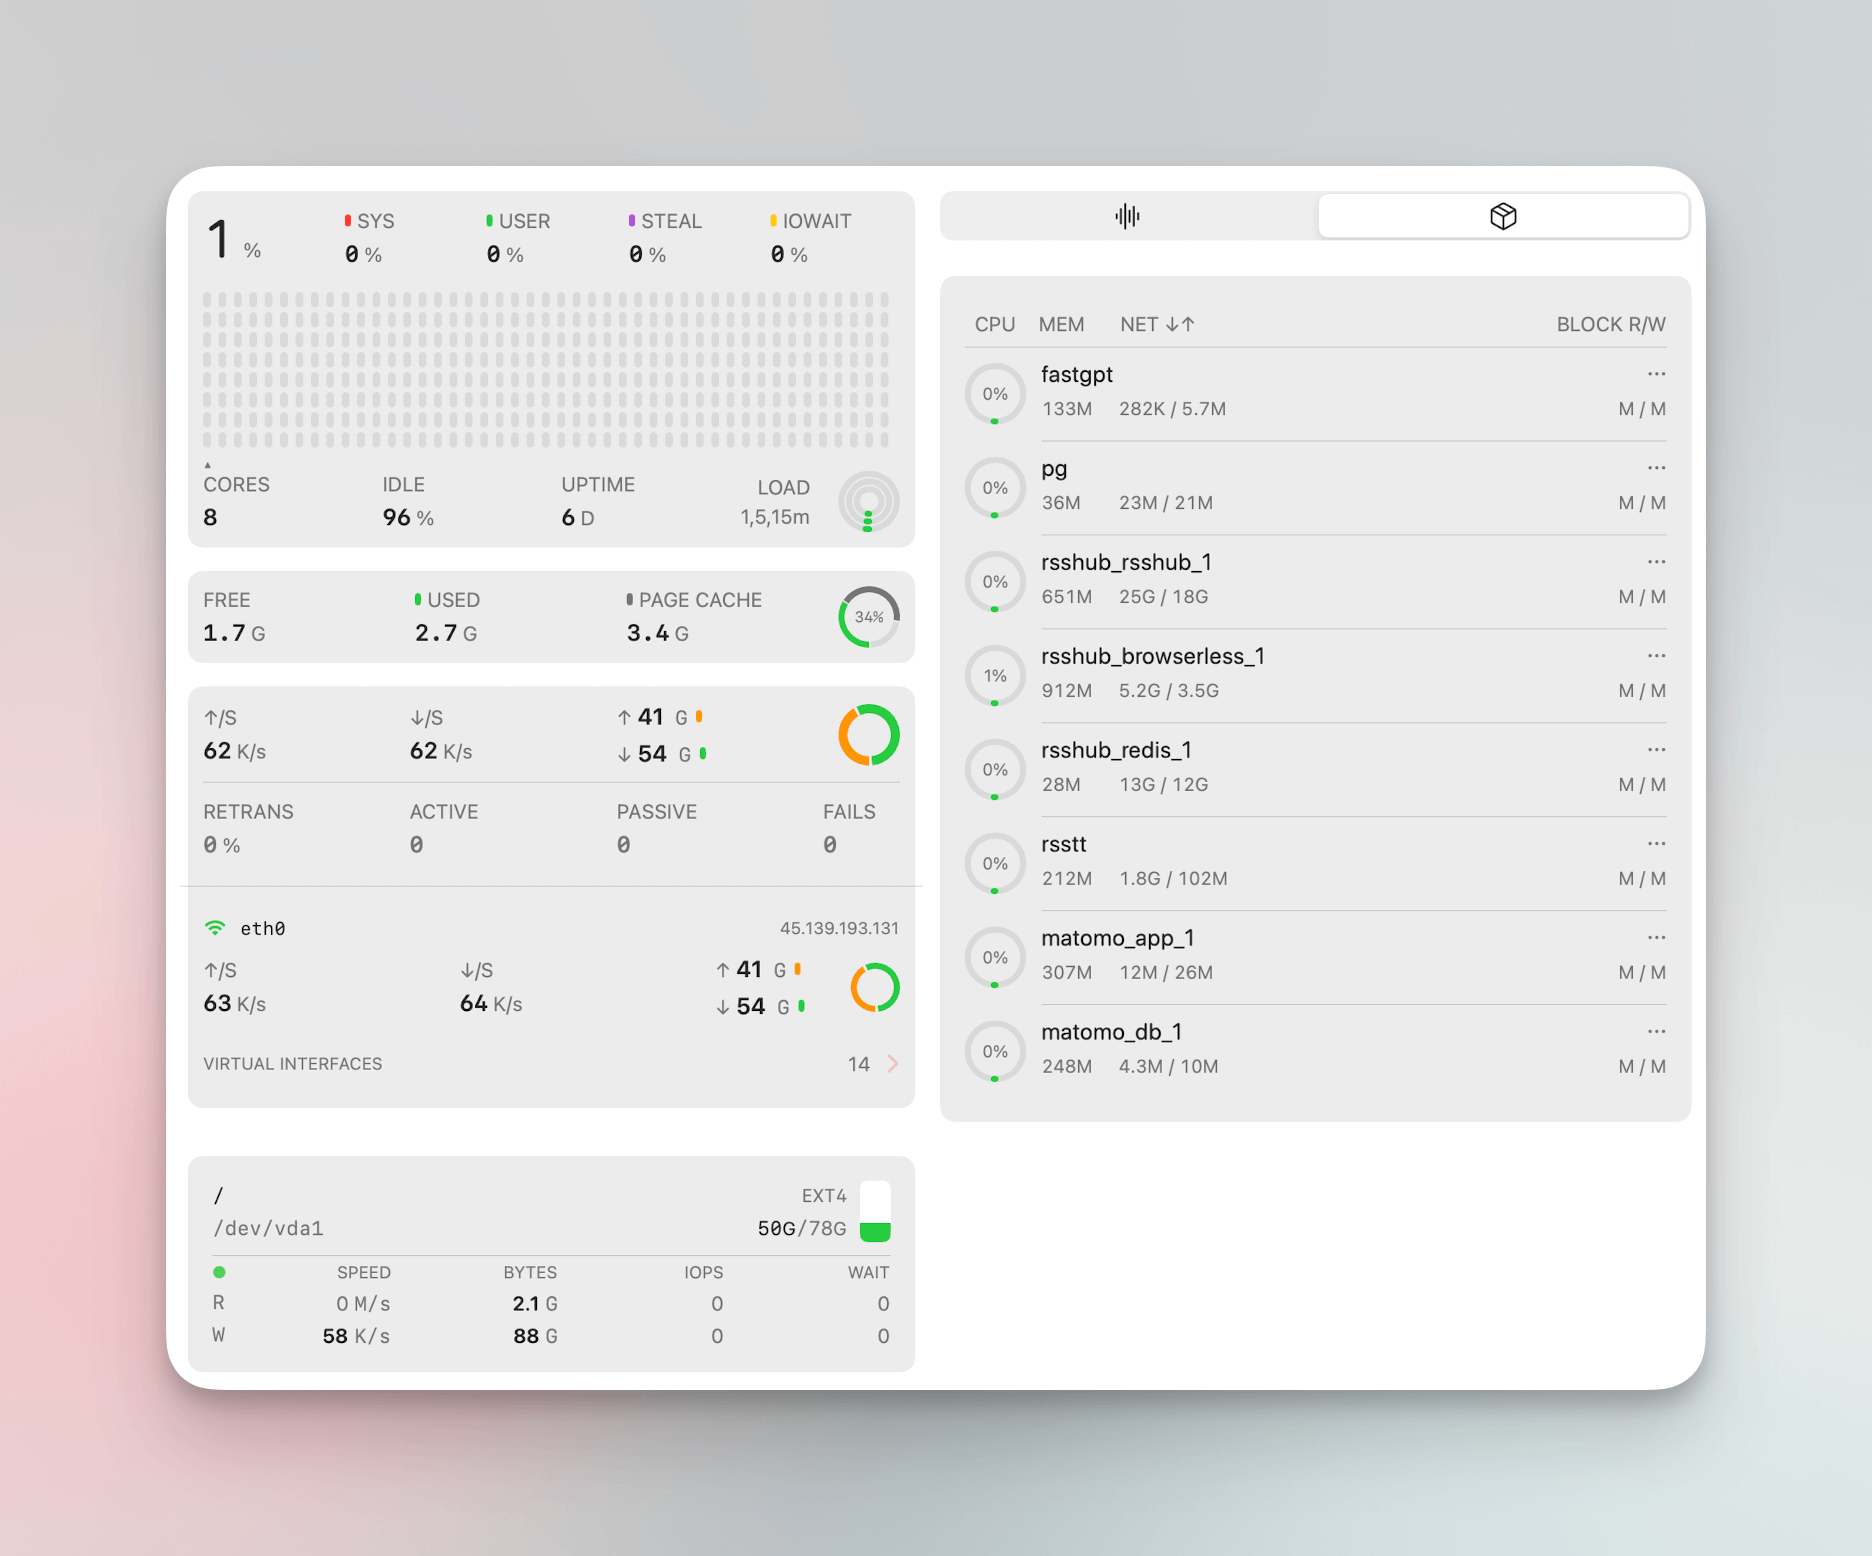 1 %
SYS USER STEAL IOWAIT
0 % 0 % 0 % 0 %
CORES IDLE UPTIME LOAD
8 96 % 6 D 1,5,15m
FREE USED PAGE CACHE
1.7 G 2.7 G 3.4 G 34%
↑/S ↓/S ↑ 41 G
62 K/s 62 K/s ↓ 54 G
RETRANS ACTIVE PASSIVE FAILS
0 % 0 0 0
eth0 45.139.193.131
↑/S ↓/S ↑ 41 G
63 K/s 64 K/s ↓ 54 G
VIRTUAL INTERFACES 14
/ EXT4
/dev/vda1 50G/78G
SPEED BYTES IOPS WAIT
R 0 M/s 2.1 G 0 0
W 58 K/s 88 G 0 0
CPU MEM NET ↓↑ BLOCK R/W
fastgpt ...
0% 133M 282K / 5.7M M / M
pg ...
0% 36M 23M / 21M M / M
rsshub_rsshub_1 ...
0% 651M 25G / 18G M / M
rsshub_browserless_1 ...
1% 912M 5.2G / 3.5G M / M
rsshub_redis_1 ...
0% 28M 13G / 12G M / M
rsstt ...
0% 212M 1.8G / 102M M / M
matomo_app_1 ...
0% 307M 12M / 26M M / M
matomo_db_1 ...
0% 248M 4.3M / 10M M / M